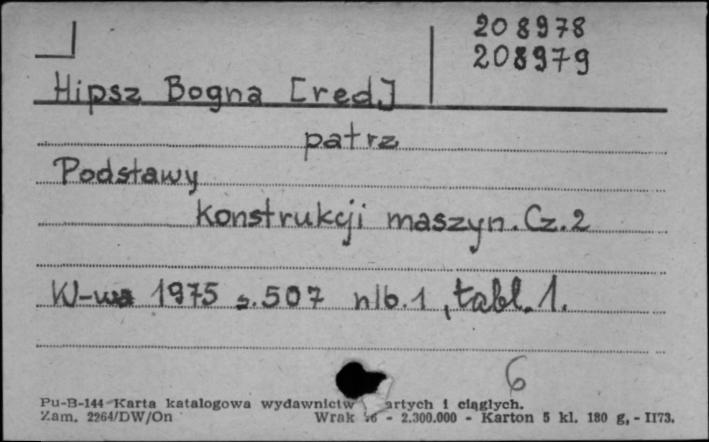 208978
208979
Hipsz Bogna [red.]
patrz
Podstawy
Konstrukcji maszyn. Cz. 2
W-wa 1975 s. 507 nlb. 1, tabl. 1.
6
Pu-B-144 Karta katalogowa wydawnictw artych i ciągłych.
Zam. 2264/DW/On Wrak - 2.300.000 - Karton 5 kl. 180 g, - II73.